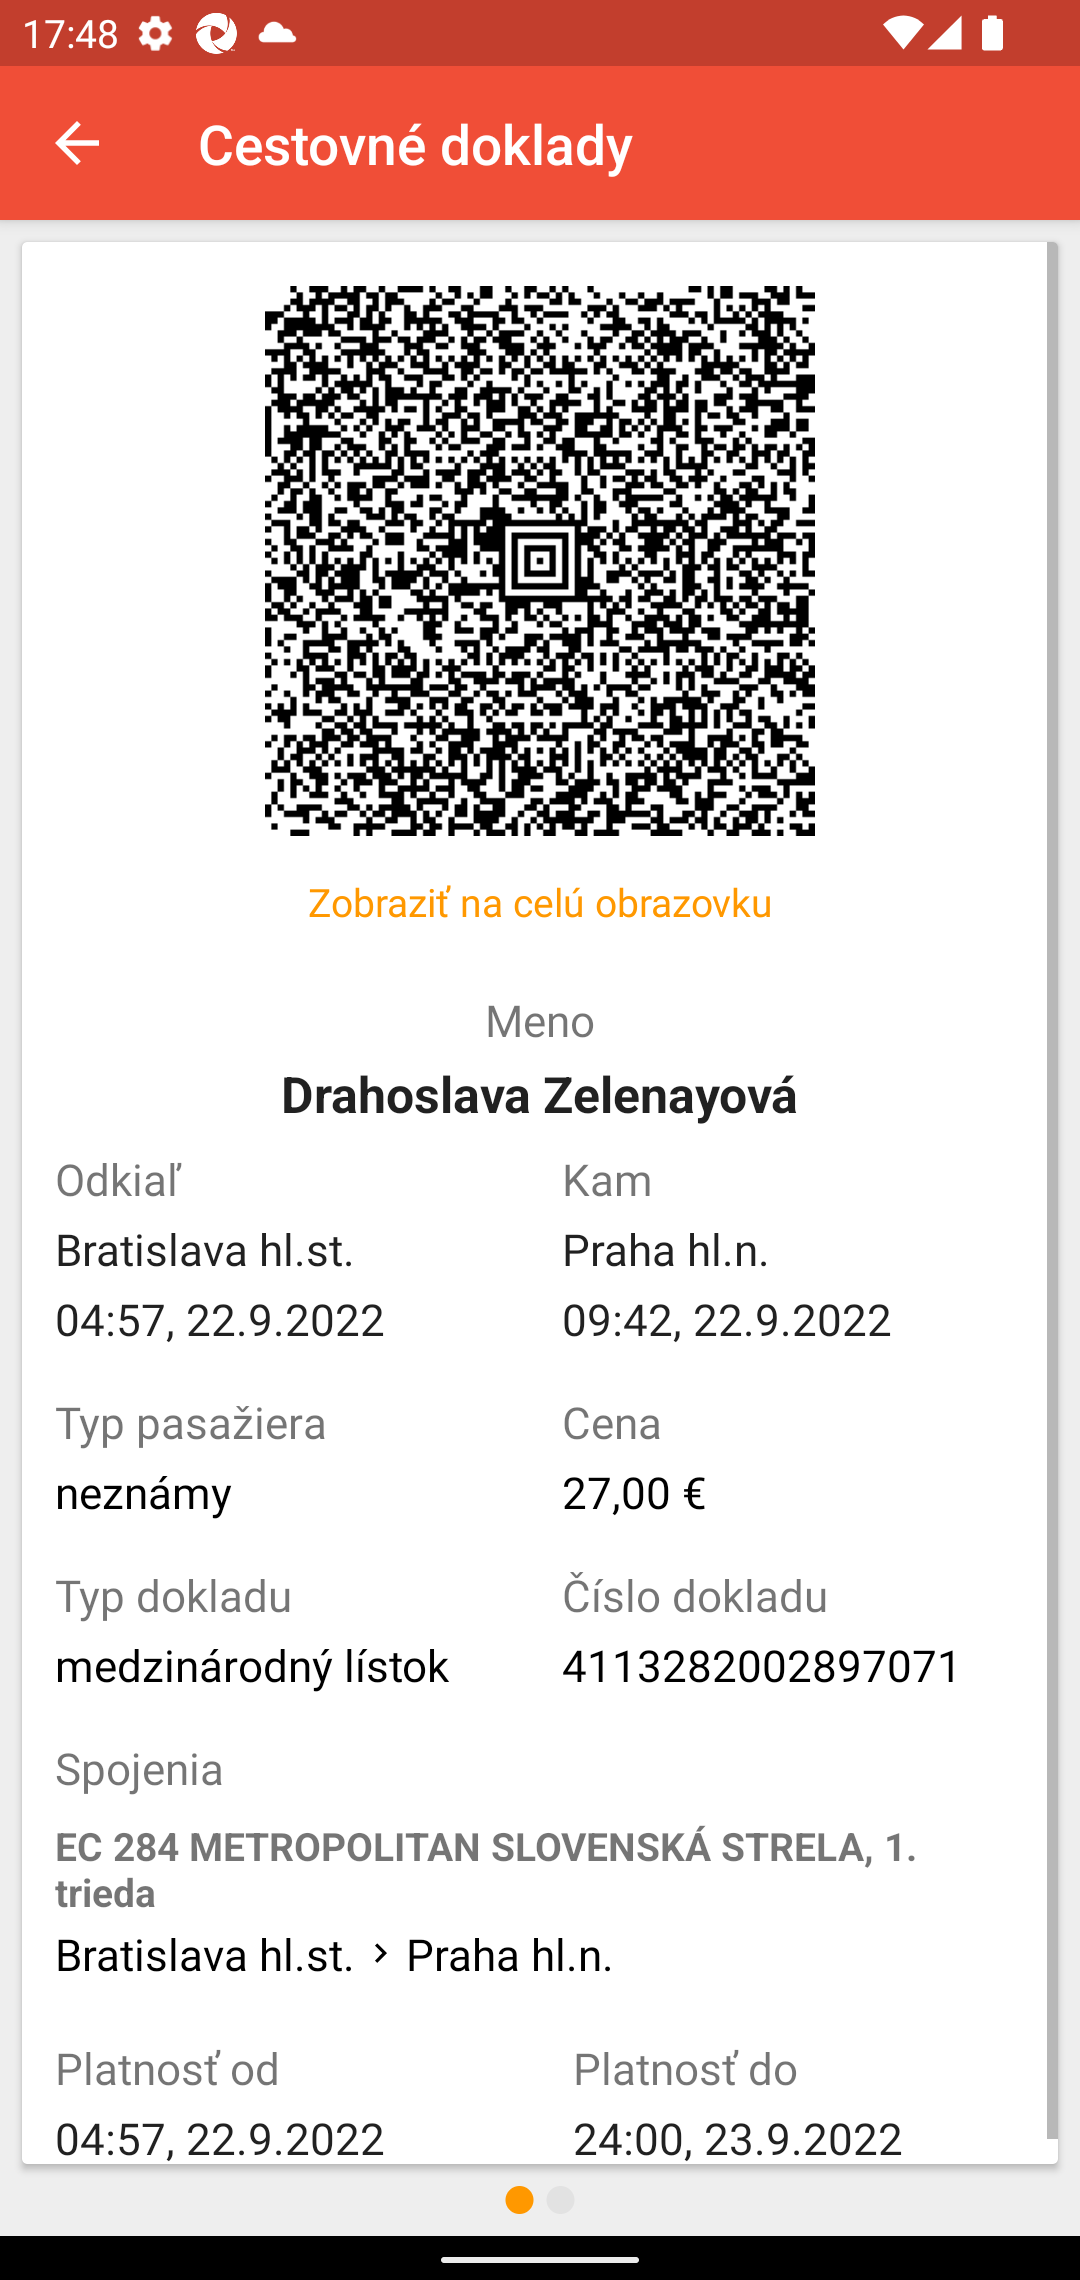 17:48
Cestovné doklady
Zobraziť na celú obrazovku
Meno
Drahoslava Zelenayová
Odkiaľ
Kam
Bratislava hl.st.
Praha hl.n.
04:57, 22.9.2022
09:42, 22.9.2022
Typ pasažiera
Cena
neznámy
27,00 €
Typ dokladu
Číslo dokladu
medzinárodný lístok
4113282002897071
Spojenia
EC 284 METROPOLITAN SLOVENSKÁ STRELA, 1.
trieda
Bratislava hl.st. > Praha hl.n.
Platnosť od
Platnosť do
04:57, 22.9.2022
24:00, 23.9.2022